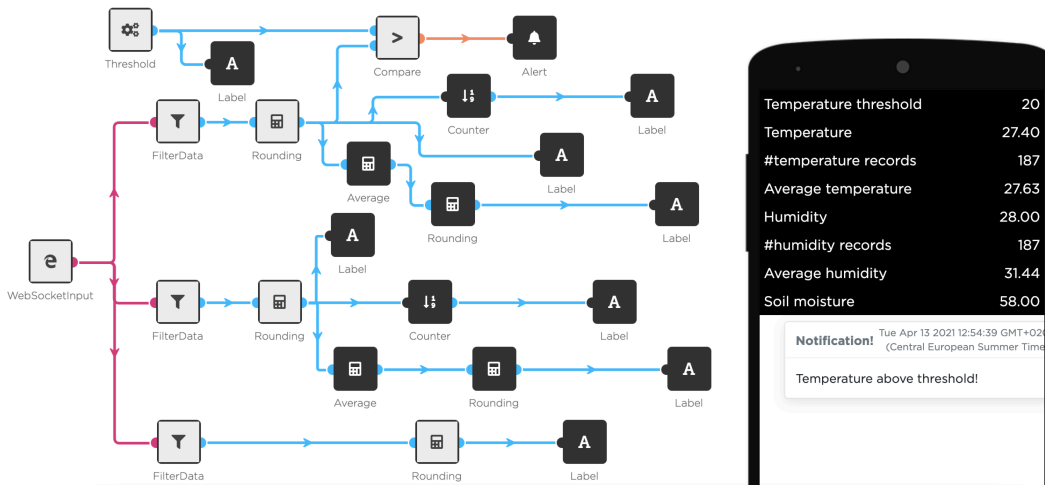 Threshold
A
Label
>
Compare
Alert
FilterData
Rounding
Counter
A
Label
A
Label
Average
Rounding
A
Label
A
Label
e
WebSocketInput
FilterData
Rounding
Counter
A
Label
Average
Rounding
A
Label
FilterData
Rounding
A
Label
Temperature threshold 20
Temperature 27.40
#temperature records 187
Average temperature 27.63
Humidity 28.00
#humidity records 187
Average humidity 31.44
Soil moisture 58.00
Notification! Tue Apr 13 2021 12:54:39 GMT+020
(Central European Summer Time
Temperature above threshold!